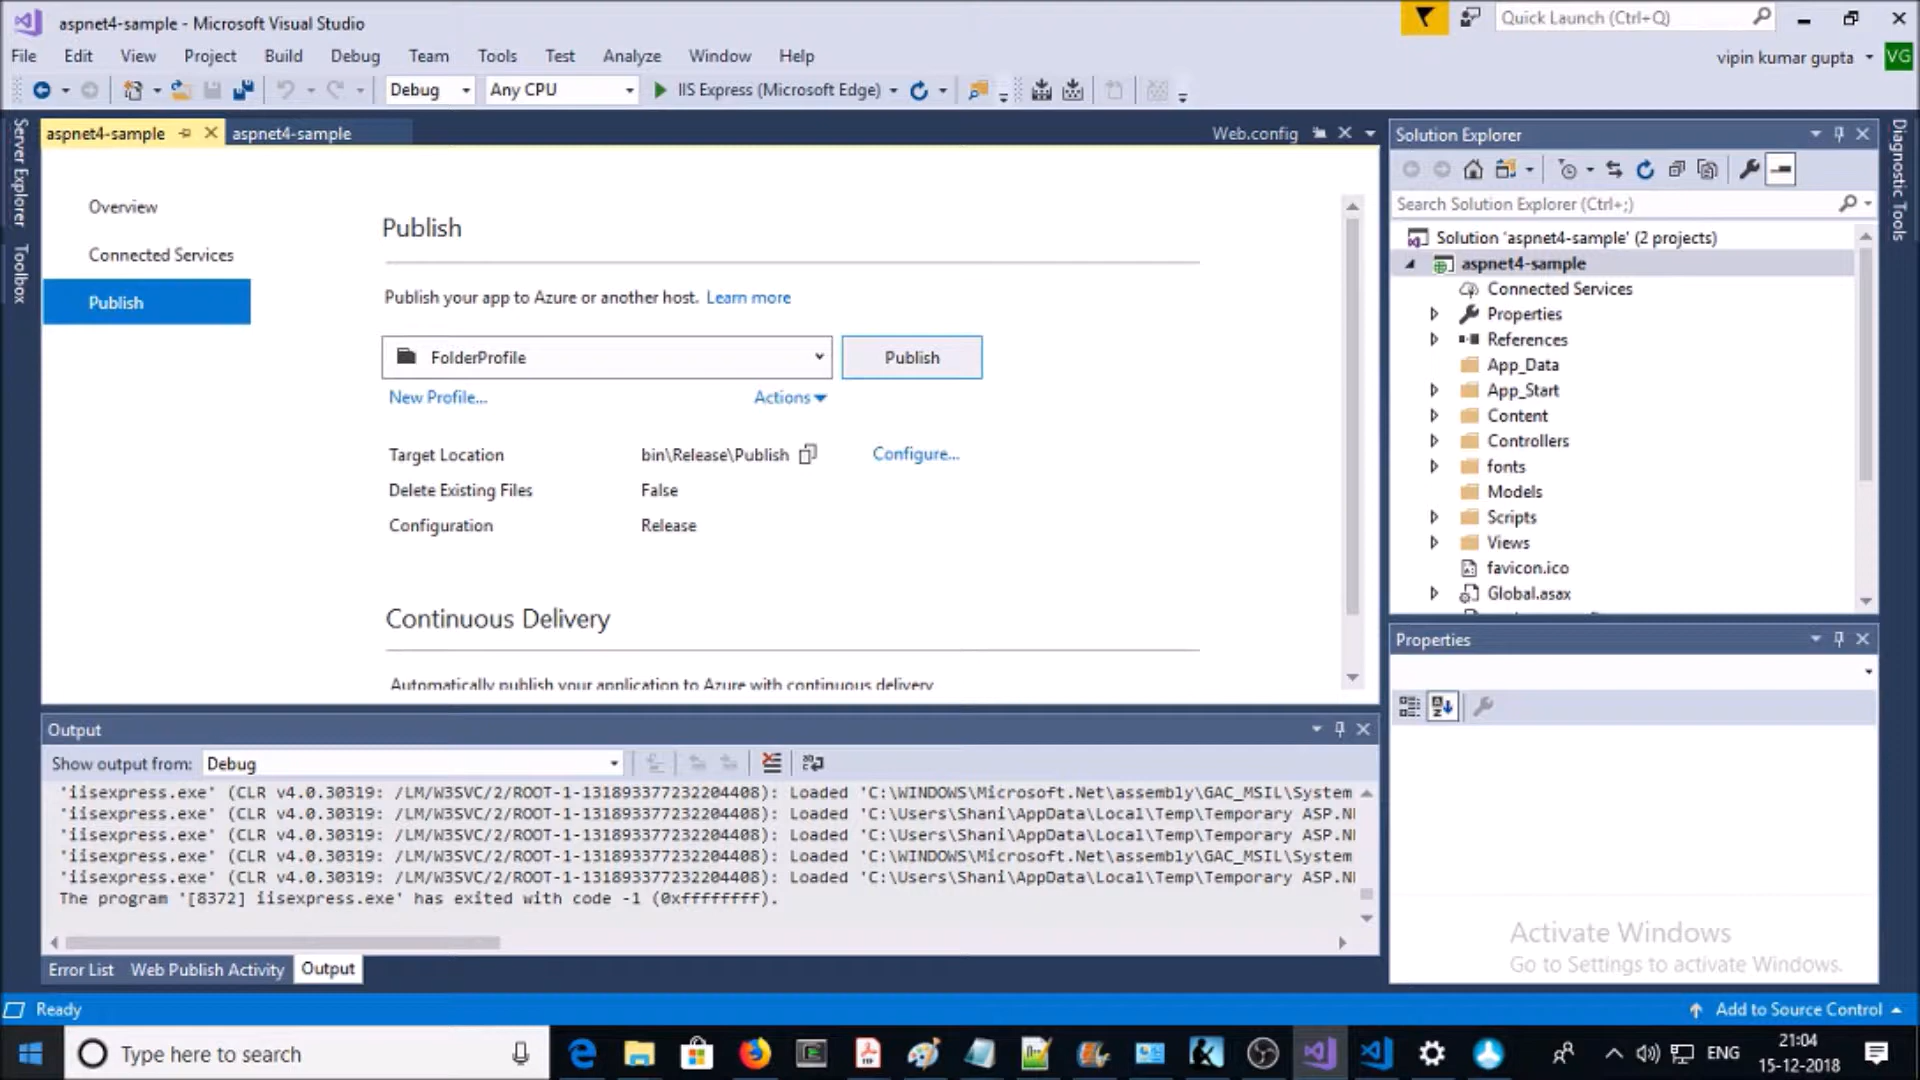 aspnet4-sample - Microsoft Visual Studio
Quick Launch (Ctrl+Q)
File Edit View Project Build Debug Team Tools Test Analyze Window Help
vipin kumar gupta VG
Debug Any CPU IIS Express (Microsoft Edge)
Server Explorer
Toolbox
aspnet4-sample
aspnet4-sample
Web.config
Overview
Connected Services
Publish
Publish
Publish your app to Azure or another host. Learn more
FolderProfile
Publish
New Profile...
Actions
Target Location bin\Release\Publish Configure...
Delete Existing Files False
Configuration Release
Continuous Delivery
Automatically publish your application to Azure with continuous delivery
Solution Explorer
Search Solution Explorer (Ctrl+;)
Solution 'aspnet4-sample' (2 projects)
aspnet4-sample
Connected Services
Properties
References
App_Data
App_Start
Content
Controllers
fonts
Models
Scripts
Views
favicon.ico
Global.asax
Diagnostic Tools
Properties
Output
Show output from: Debug
'iisexpress.exe' (CLR v4.0.30319: /LM/W3SVC/2/ROOT-1-131893377232204408): Loaded 'C:\WINDOWS\Microsoft.Net\assembly\GAC_MSIL\System
'iisexpress.exe' (CLR v4.0.30319: /LM/W3SVC/2/ROOT-1-131893377232204408): Loaded 'C:\Users\Shani\AppData\Local\Temp\Temporary ASP.N
'iisexpress.exe' (CLR v4.0.30319: /LM/W3SVC/2/ROOT-1-131893377232204408): Loaded 'C:\Users\Shani\AppData\Local\Temp\Temporary ASP.N
'iisexpress.exe' (CLR v4.0.30319: /LM/W3SVC/2/ROOT-1-131893377232204408): Loaded 'C:\WINDOWS\Microsoft.Net\assembly\GAC_MSIL\System
'iisexpress.exe' (CLR v4.0.30319: /LM/W3SVC/2/ROOT-1-131893377232204408): Loaded 'C:\Users\Shani\AppData\Local\Temp\Temporary ASP.N
The program '[8372] iisexpress.exe' has exited with code -1 (0xffffffff).
Error List Web Publish Activity Output
Activate Windows
Go to Settings to activate Windows.
Ready
Add to Source Control
Type here to search
ENG
21:04
15-12-2018